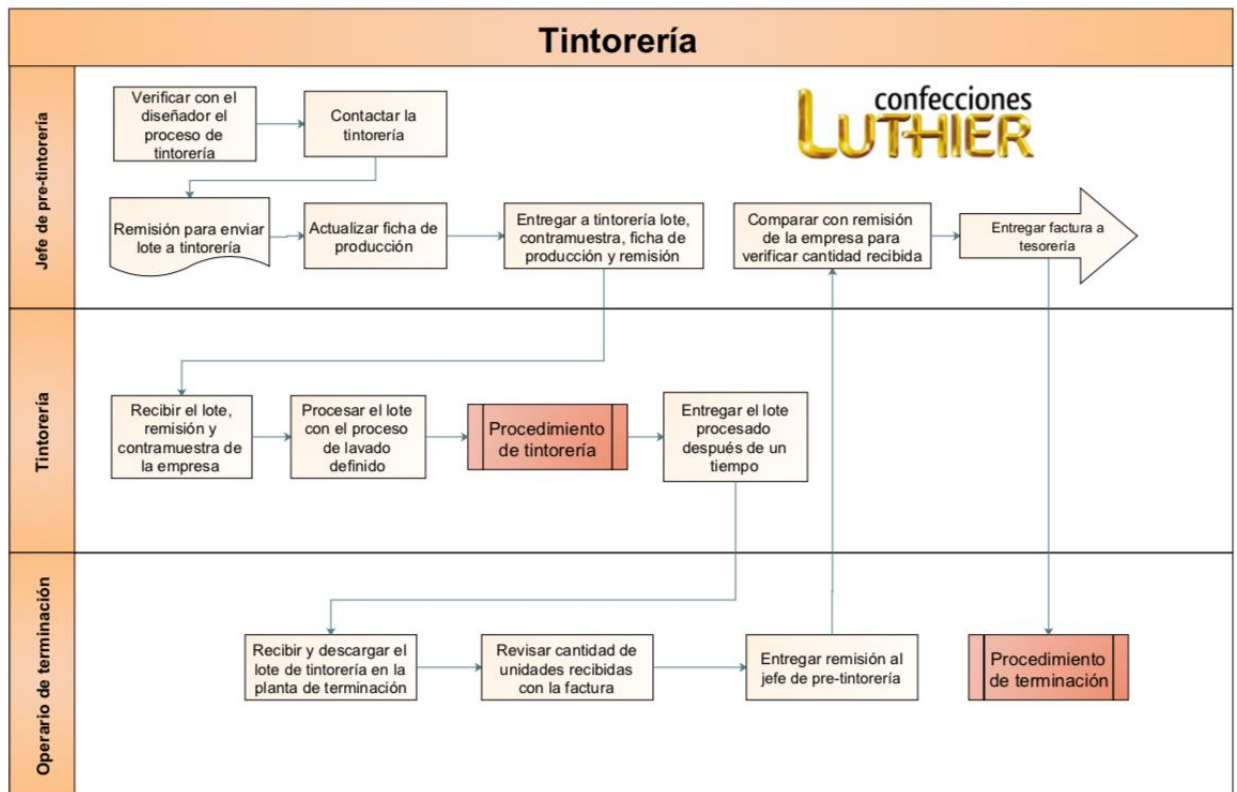 Tintorería
Jefe de pre-tintorería
confecciones
LUTHIER
Verificar con el
diseñador el
proceso de
tintorería
Contactar la
tintorería
Remisión para enviar
lote a tintorería
Actualizar ficha de
producción
Entregar a tintorería lote,
contramuestra, ficha de
producción y remisión
Comparar con remisión
de la empresa para
verificar cantidad recibida
Entregar factura a
tesorería
Tintorería
Recibir el lote,
remisión y
contramuestra de
la empresa
Procesar el lote
con el proceso
de lavado
definido
Procedimiento
de tintorería
Entregar el lote
procesado
después de un
tiempo
Operario de terminación
Recibir y descargar el
lote de tintorería en la
planta de terminación
Revisar cantidad de
unidades recibidas
con la factura
Entregar remisión al
jefe de pre-tintorería
Procedimiento
de terminación